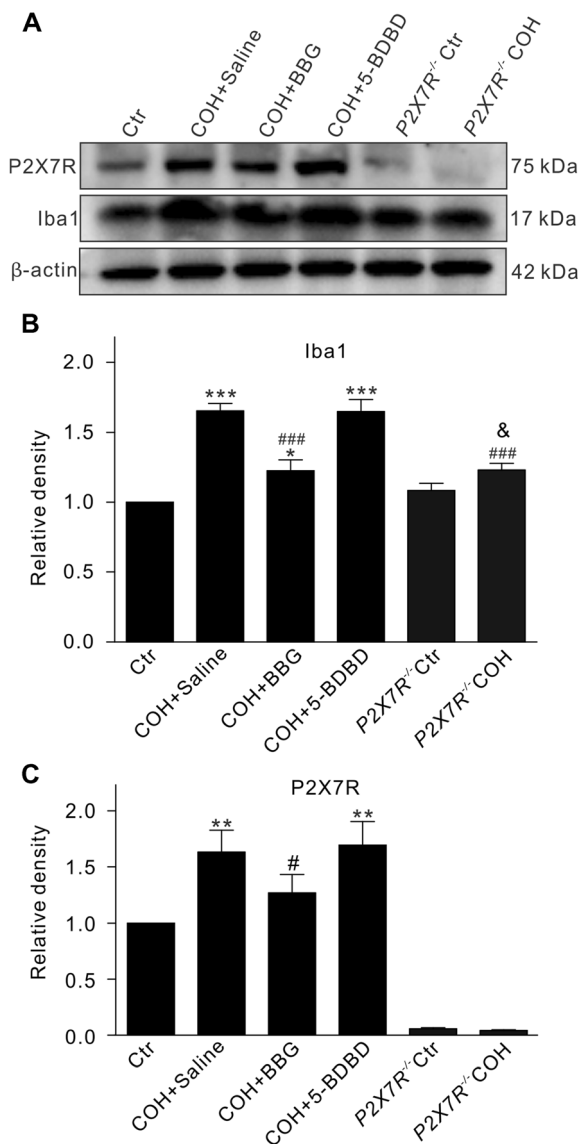 A
Ctr
COH+Saline
COH+BBG
COH+5-BDBD
P2X7R-/- Ctr
P2X7R-/- COH
P2X7R
75 kDa
Iba1
17 kDa
β-actin
42 kDa
B
Iba1
Relative density
2.0
1.5
1.0
0.5
0.0
***
###
*
***
&
###
Ctr
COH+Saline
COH+BBG
COH+5-BDBD
P2X7R-/- Ctr
P2X7R-/- COH
C
P2X7R
Relative density
2.0
1.5
1.0
0.5
0.0
**
#
**
Ctr
COH+Saline
COH+BBG
COH+5-BDBD
P2X7R-/- Ctr
P2X7R-/- COH